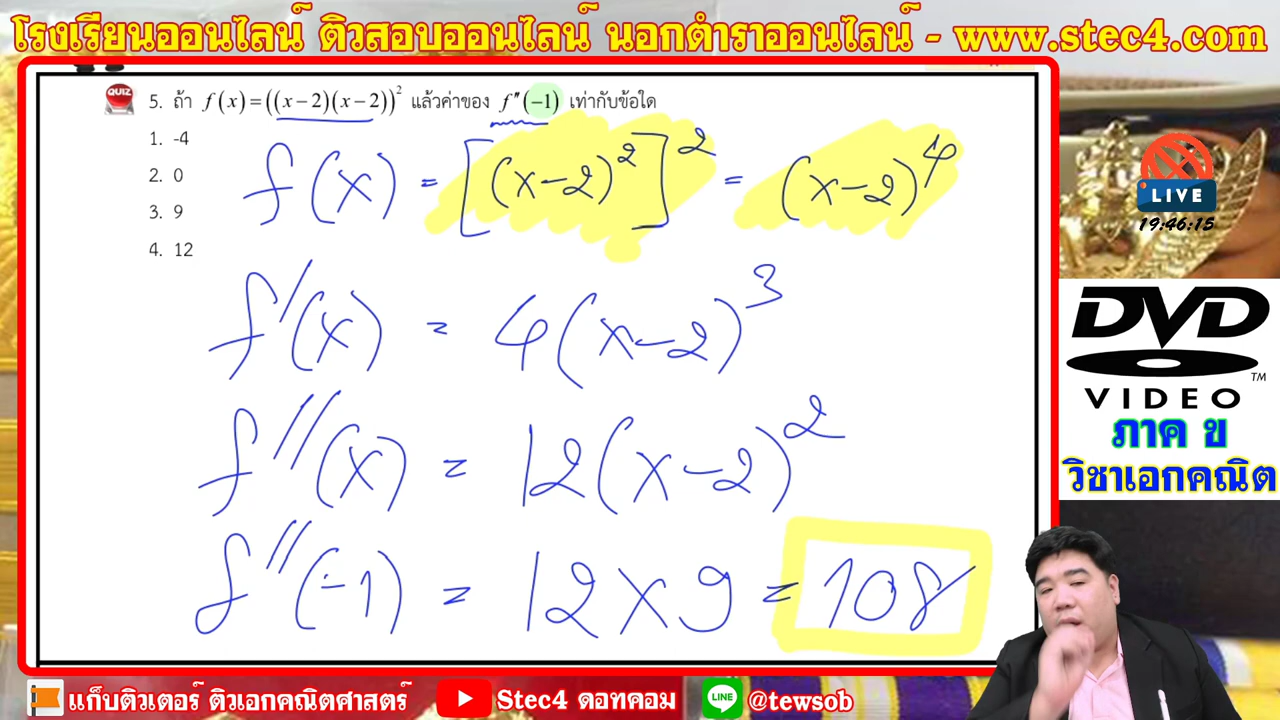 โรงเรียนออนไลน์ ติวสอบออนไลน์ นอกตำราออนไลน์ - www.stec4.com
QUIZ
5. ถ้า f(x)=((x−2)(x−2))² แล้วค่าของ f″(−1) เท่ากับข้อใด
1. -4
2. 0
3. 9
4. 12
f(x) = [(x−2)²]² = (x−2)⁴
f′(x) = 4(x−2)³
f″(x) = 12(x−2)²
f″(−1) = 12×9 = 108
LIVE
19:46:15
DVD
VIDEO
TM
ภาค ข
วิชาเอกคณิต
แก็บติวเตอร์ ติวเอกคณิตศาสตร์
Stec4 ดอทคอม
LINE
@tewsob